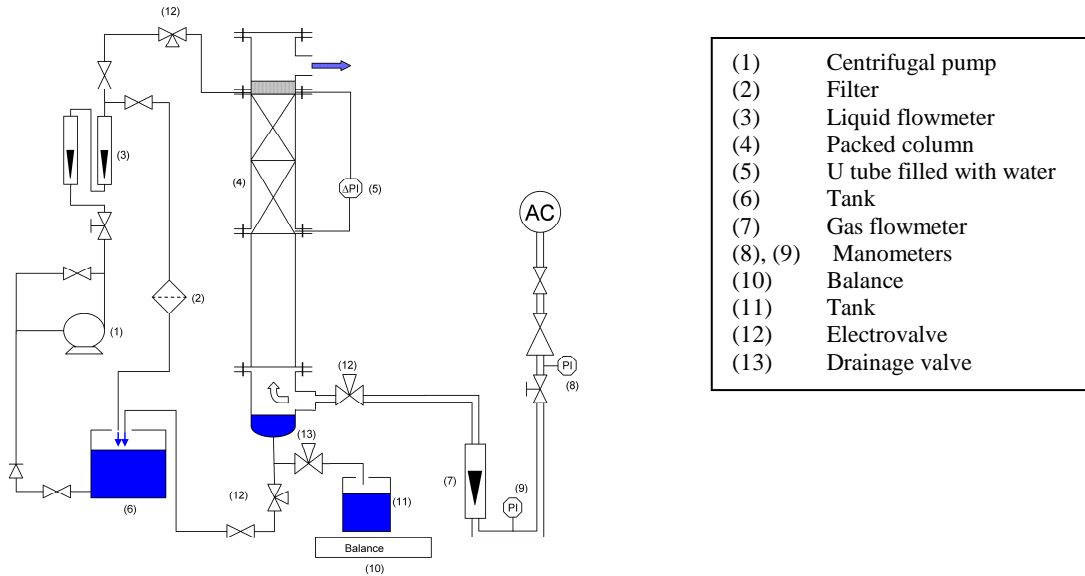 (12)
(3)
(4)
ΔPI
(5)
AC
(2)
(1)
(12)
PI
(8)
(13)
(7)
(9)
PI
(12)
(11)
(6)
Balance
(10)
(1) Centrifugal pump
(2) Filter
(3) Liquid flowmeter
(4) Packed column
(5) U tube filled with water
(6) Tank
(7) Gas flowmeter
(8), (9) Manometers
(10) Balance
(11) Tank
(12) Electrovalve
(13) Drainage valve